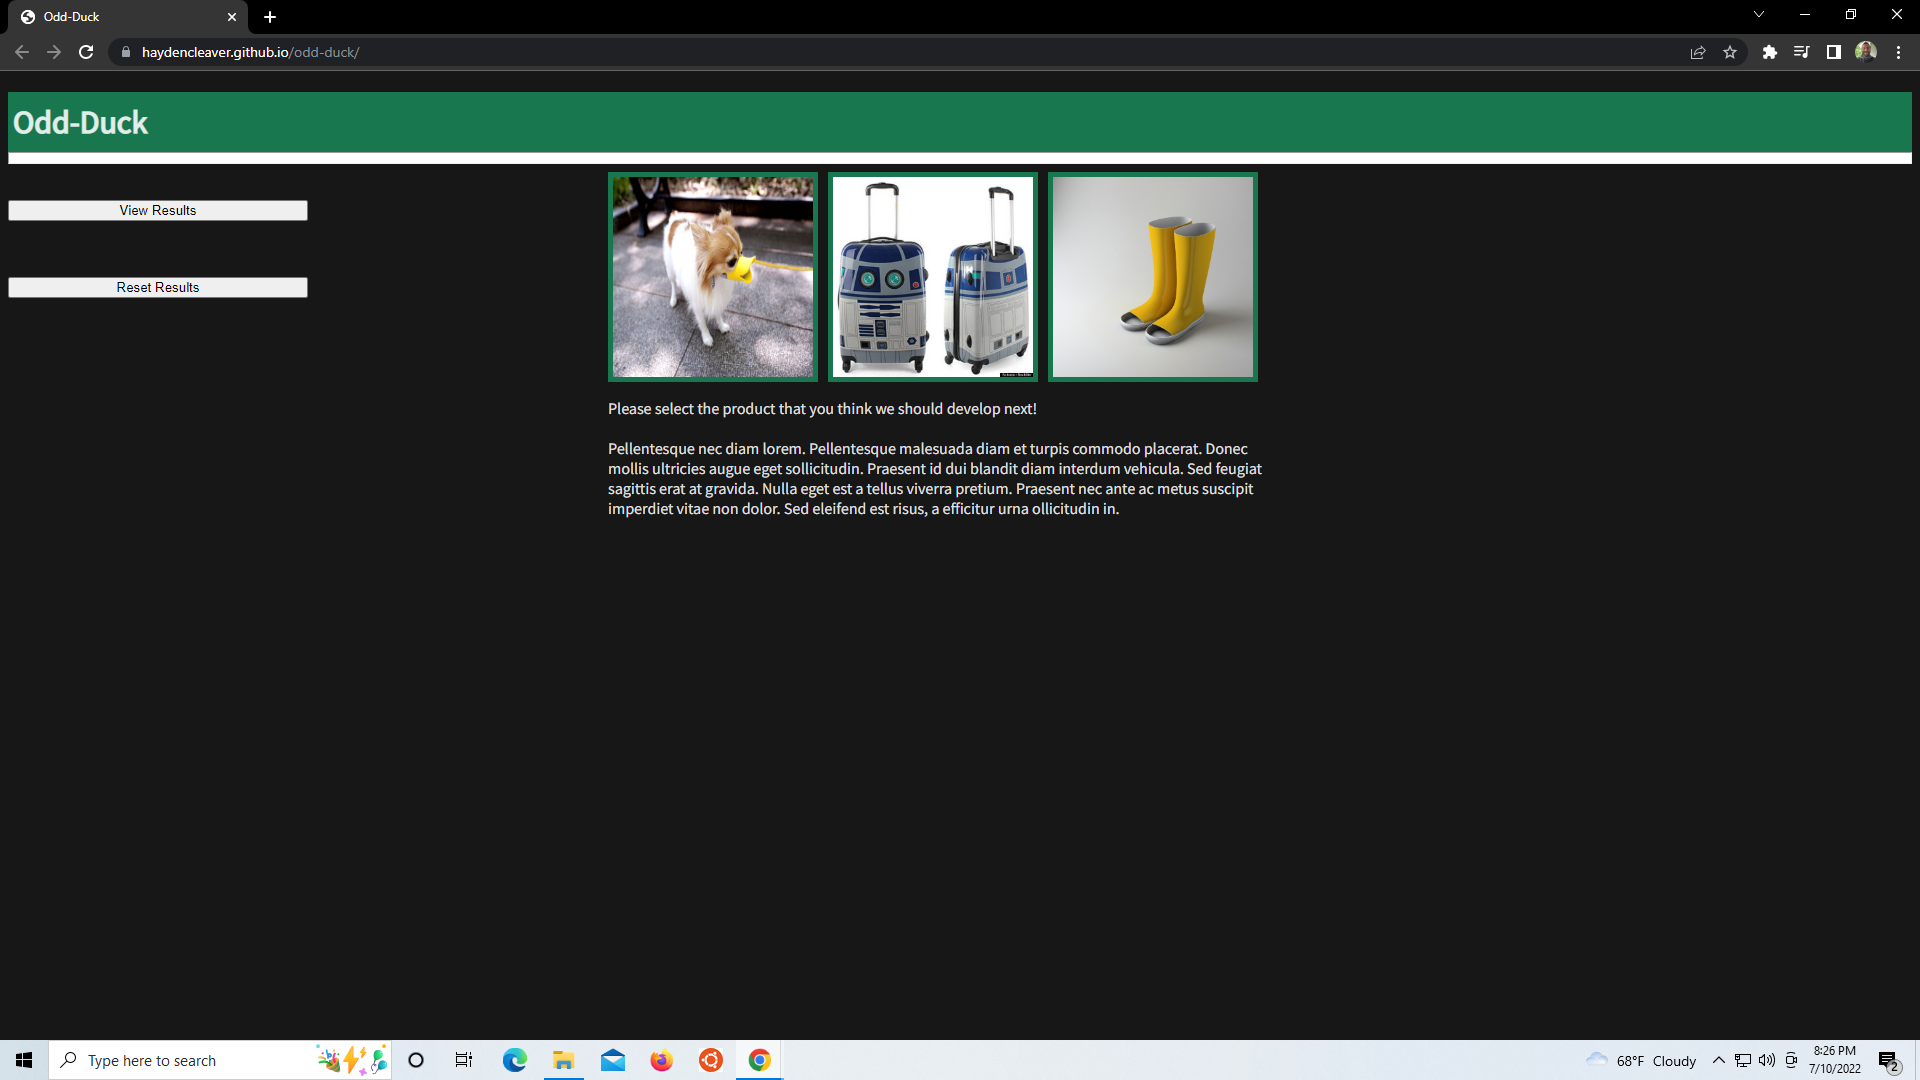 Odd-Duck
haydencleaver.github.io/odd-duck/
Odd-Duck
View Results
Reset Results
Please select the product that you think we should develop next!
Pellentesque nec diam lorem. Pellentesque malesuada diam et turpis commodo placerat. Donec
mollis ultricies augue eget sollicitudin. Praesent id dui blandit diam interdum vehicula. Sed feugiat
sagittis erat at gravida. Nulla eget est a tellus viverra pretium. Praesent nec ante ac metus suscipit
imperdiet vitae non dolor. Sed eleifend est risus, a efficitur urna ollicitudin in.
Type here to search
68°F Cloudy
8:26 PM
7/10/2022
2